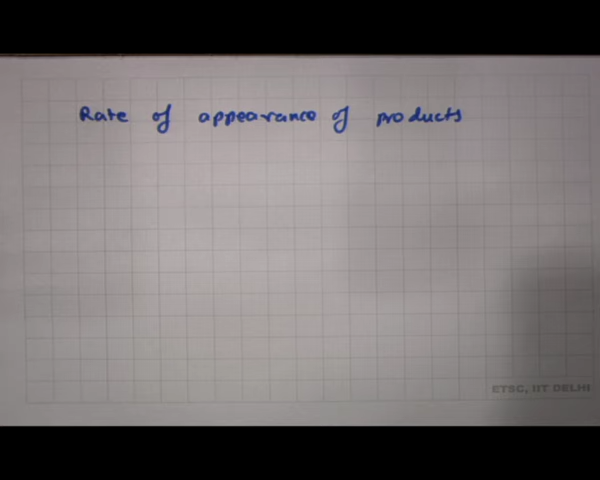 Rate of appearance of products
ETSC, IIT DELHI